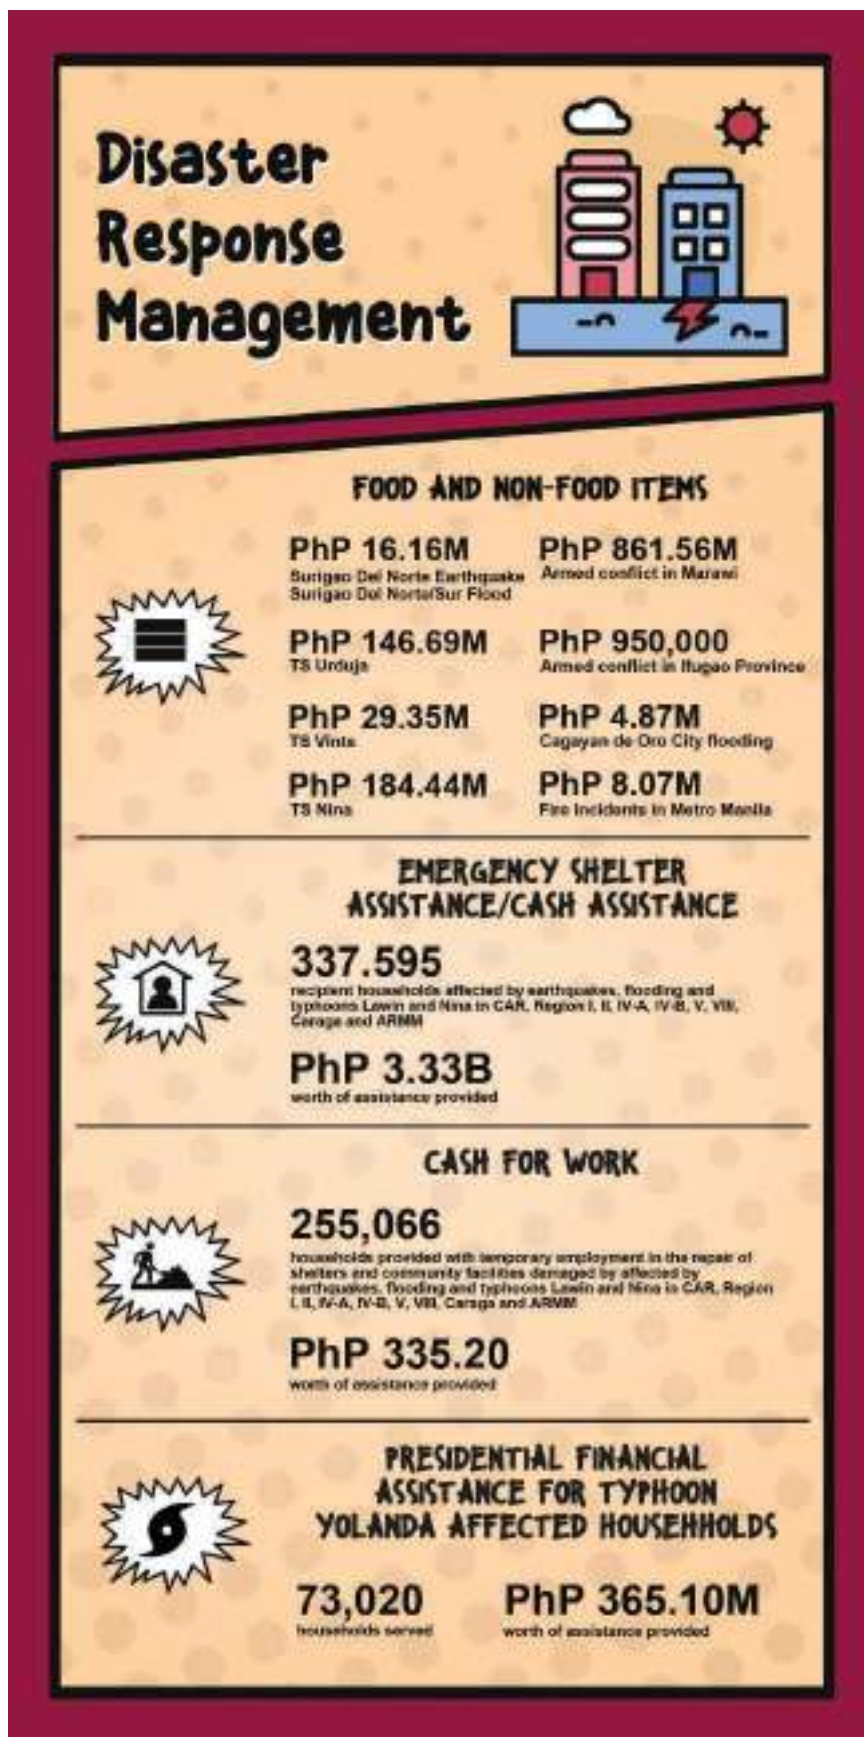 Disaster
Response
Management
FOOD AND NON-FOOD ITEMS
PhP 16.16M
Surigao Del Norte Earthquake
Surigao Del Norte/Sur Flood
PhP 861.56M
Armed conflict in Marawi
PhP 146.69M
TS Urduja
PhP 950,000
Armed conflict in Ifugao Province
PhP 29.35M
TS Vinta
PhP 4.87M
Cagayan de Oro City flooding
PhP 184.44M
TS Nina
PhP 8.07M
Fire Incidents in Metro Manila
EMERGENCY SHELTER
ASSISTANCE/CASH ASSISTANCE
337.595
recipient households affected by earthquakes, flooding and
typhoons Lawin and Nina in CAR, Region I, II, IV-A, IV-B, V, VIII,
Caraga and ARMM
PhP 3.33B
worth of assistance provided
CASH FOR WORK
255,066
households provided with temporary employment in the repair of
shelters and community facilities damaged by affected by
earthquakes, flooding and typhoons Lawin and Nina in CAR, Region
I, II, IV-A, IV-B, V, VIII, Caraga and ARMM
PhP 335.20
worth of assistance provided
PRESIDENTIAL FINANCIAL
ASSISTANCE FOR TYPHOON
YOLANDA AFFECTED HOUSEHHOLDS
73,020
households served
PhP 365.10M
worth of assistance provided